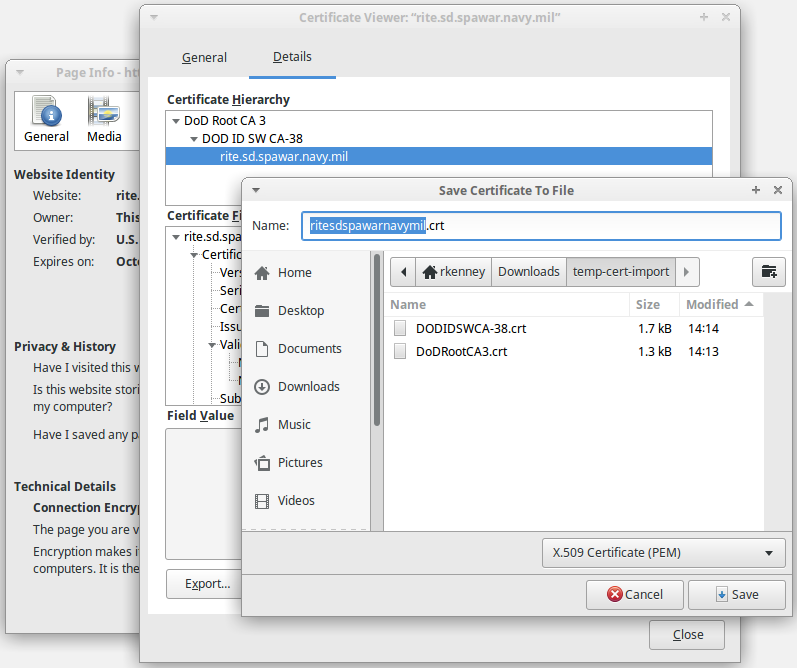 Certificate Viewer: "rite.sd.spawar.navy.mil"
General
Details
Certificate Hierarchy
DoD Root CA 3
DOD ID SW CA-38
rite.sd.spawar.navy.mil
Certificate Fi
rite.sd.spa
Certific
Vers
Seri
Cert
Issu
Valid
Sub
Field Value
Export...
Close
Page Info - htt
General
Media
Website Identity
Website: rite.
Owner: This
Verified by: U.S.
Expires on: Octo
Privacy & History
Have I visited this w
Is this website stori
my computer?
Have I saved any pa
Technical Details
Connection Encryp
The page you are v
Encryption makes i
computers. It is the
Save Certificate To File
Name: ritesdspawarnavymil.crt
Home
Desktop
Documents
Downloads
Music
Pictures
Videos
rkenney
Downloads
temp-cert-import
Name Size Modified
DODIDSWCA-38.crt 1.7 kB 14:14
DoDRootCA3.crt 1.3 kB 14:13
X.509 Certificate (PEM)
Cancel
Save